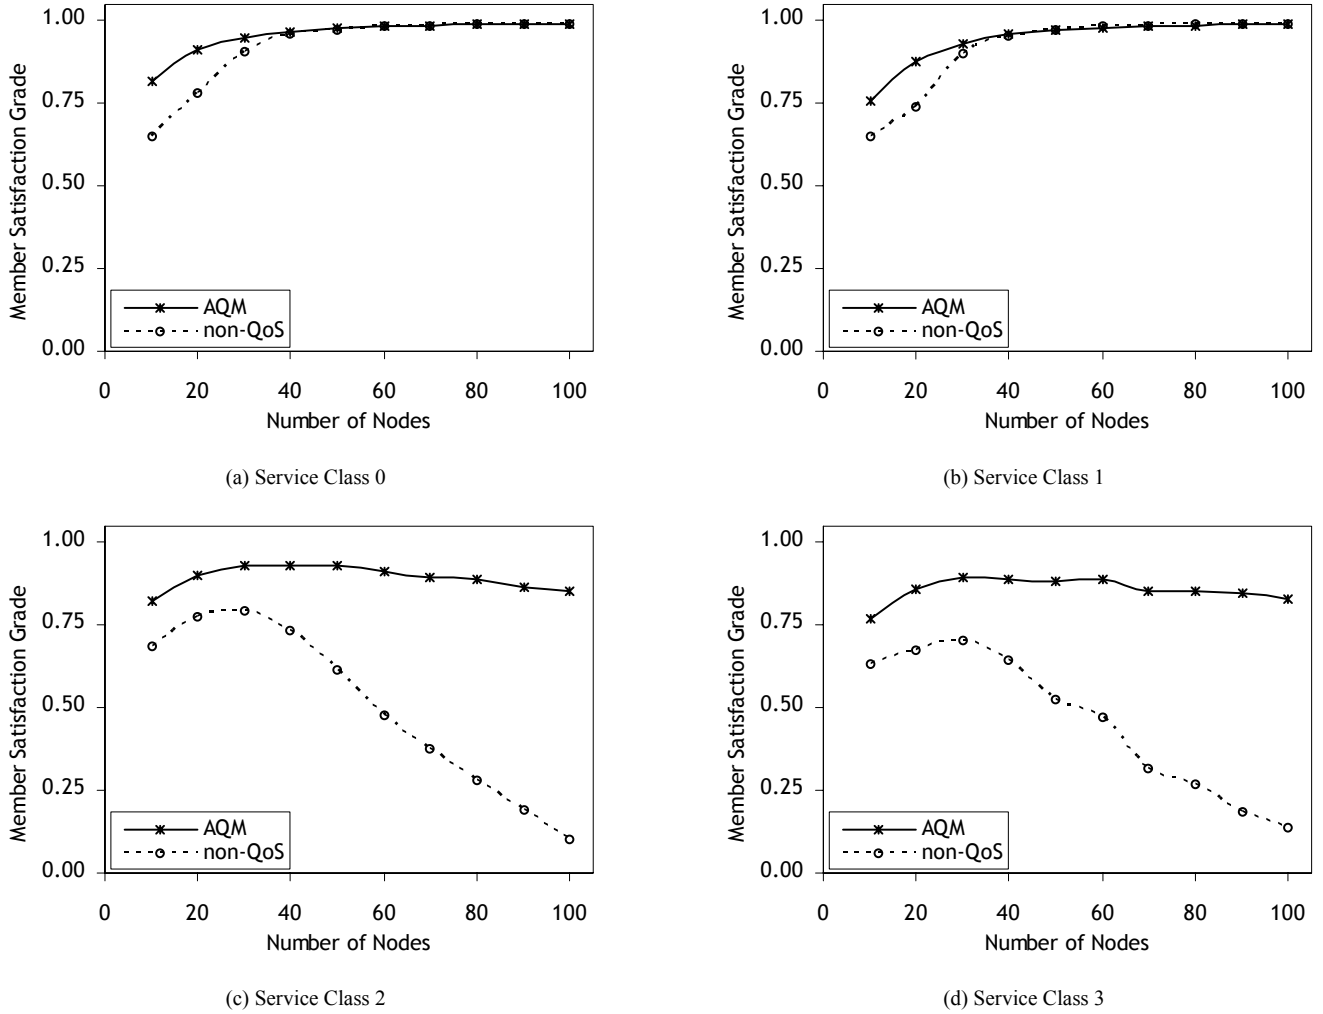 Member Satisfaction Grade
1.00
0.75
0.50
0.25
0.00
AQM
non-QoS
0 20 40 60 80 100
Number of Nodes
(a) Service Class 0
Member Satisfaction Grade
1.00
0.75
0.50
0.25
0.00
AQM
non-QoS
0 20 40 60 80 100
Number of Nodes
(b) Service Class 1
Member Satisfaction Grade
1.00
0.75
0.50
0.25
0.00
AQM
non-QoS
0 20 40 60 80 100
Number of Nodes
(c) Service Class 2
Member Satisfaction Grade
1.00
0.75
0.50
0.25
0.00
AQM
non-QoS
0 20 40 60 80 100
Number of Nodes
(d) Service Class 3